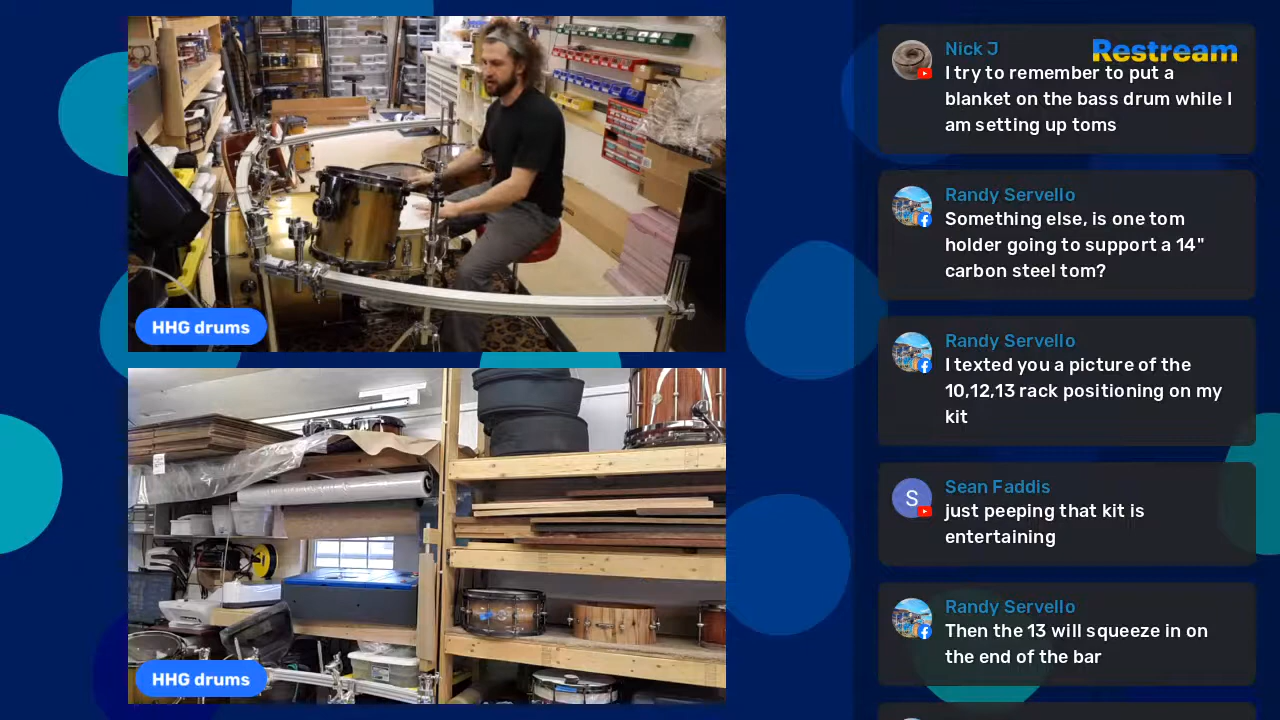 Restream
Nick J
I try to remember to put a
blanket on the bass drum while I
am setting up toms
Randy Servello
Something else, is one tom
holder going to support a 14"
carbon steel tom?
Randy Servello
I texted you a picture of the
10,12,13 rack positioning on my
kit
Sean Faddis
S
just peeping that kit is
entertaining
Randy Servello
Then the 13 will squeeze in on
the end of the bar
HHG drums
HHG drums